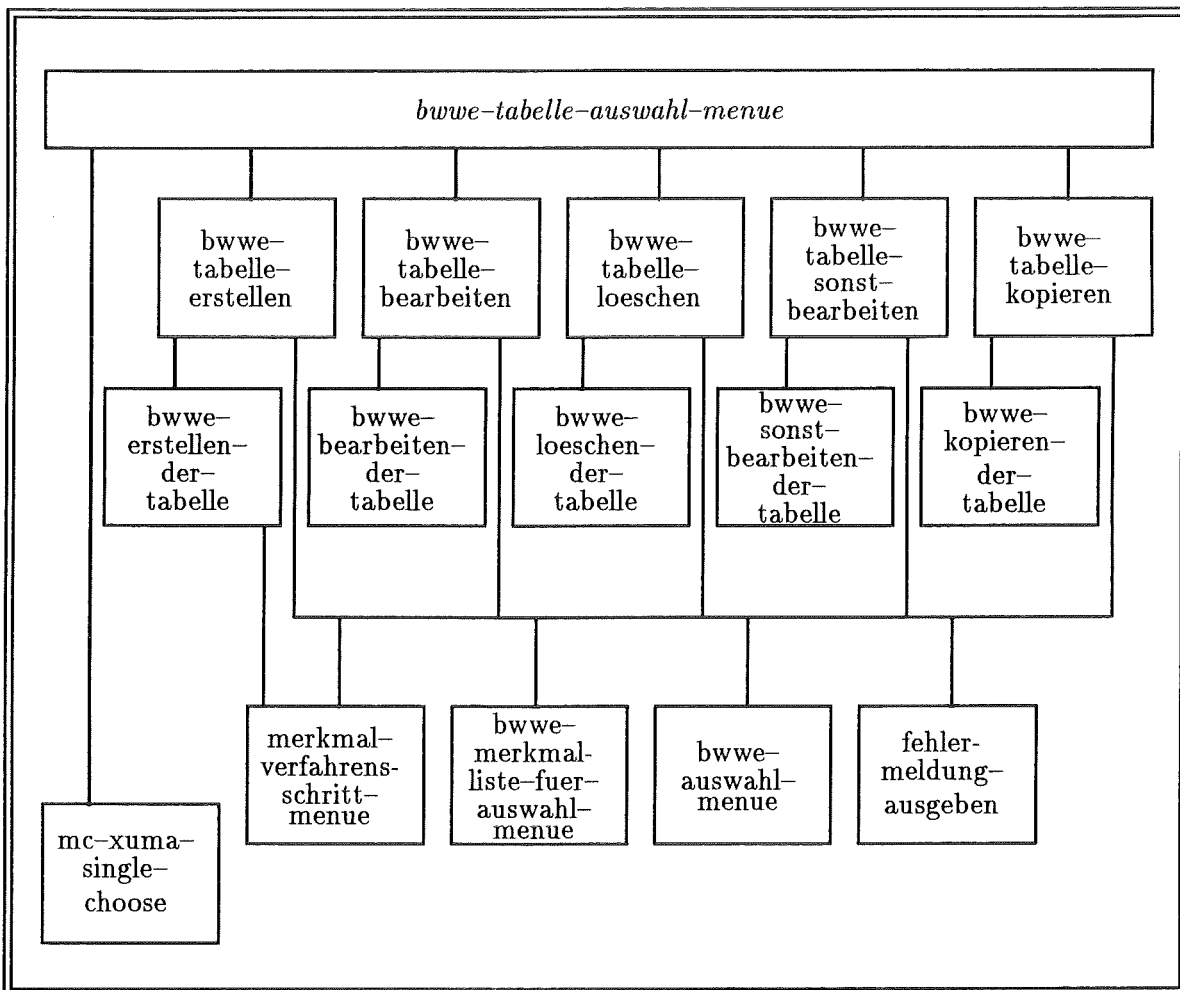 bwwe–tabelle–auswahl–menue
bwwe–
tabelle–
erstellen
bwwe–
tabelle–
bearbeiten
bwwe–
tabelle–
loeschen
bwwe–
tabelle–
sonst–
bearbeiten
bwwe–
tabelle–
kopieren
bwwe–
erstellen–
der–
tabelle
bwwe–
bearbeiten–
der–
tabelle
bwwe–
loeschen–
der–
tabelle
bwwe–
sonst–
bearbeiten–
der–
tabelle
bwwe–
kopieren–
der–
tabelle
merkmal–
verfahrens-
schritt–
menue
bwwe–
merkmal-
liste–fuer–
auswahl–
menue
bwwe–
auswahl–
menue
fehler-
meldung–
ausgeben
mc–xuma–
single–
choose